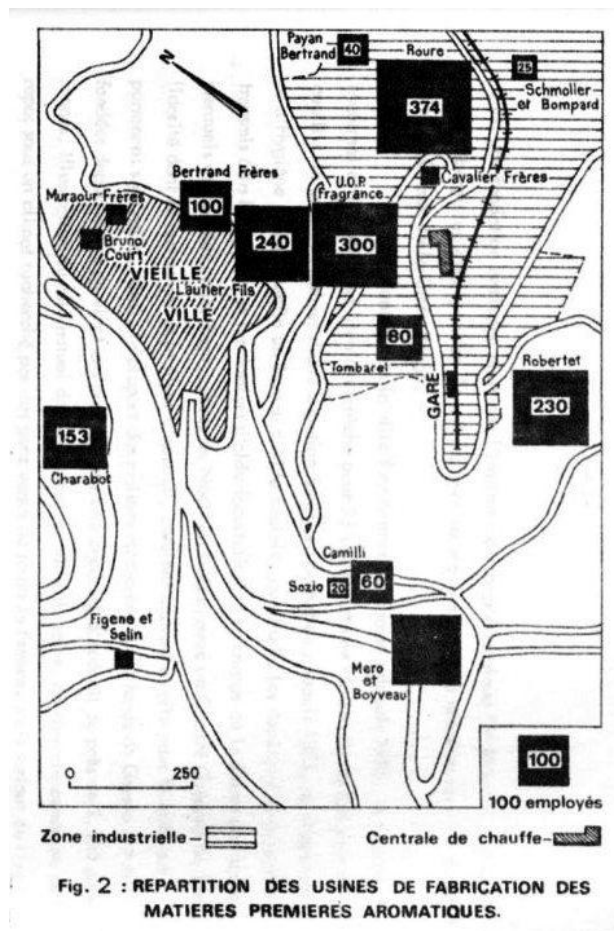 Payan
Bertrand
40
Roure
25
Schmoller
et Bompard
374
N
Bertrand Frères
U.O.P.
Fragrance
Cavalier Frères
Muraour Frères
100
240
300
Bruno
Court
VIEILLE
VILLE
Lautier Fils
80
Tombarel
GARE
Robertet
230
153
Charabot
Camilli
Sozio
20
60
Figene et
Selin
Mero et
Boyveau
0 250
100
100 employés
Zone industrielle –
Centrale de chauffe –
Fig. 2 : REPARTITION DES USINES DE FABRICATION DES
MATIERES PREMIERES AROMATIQUES.